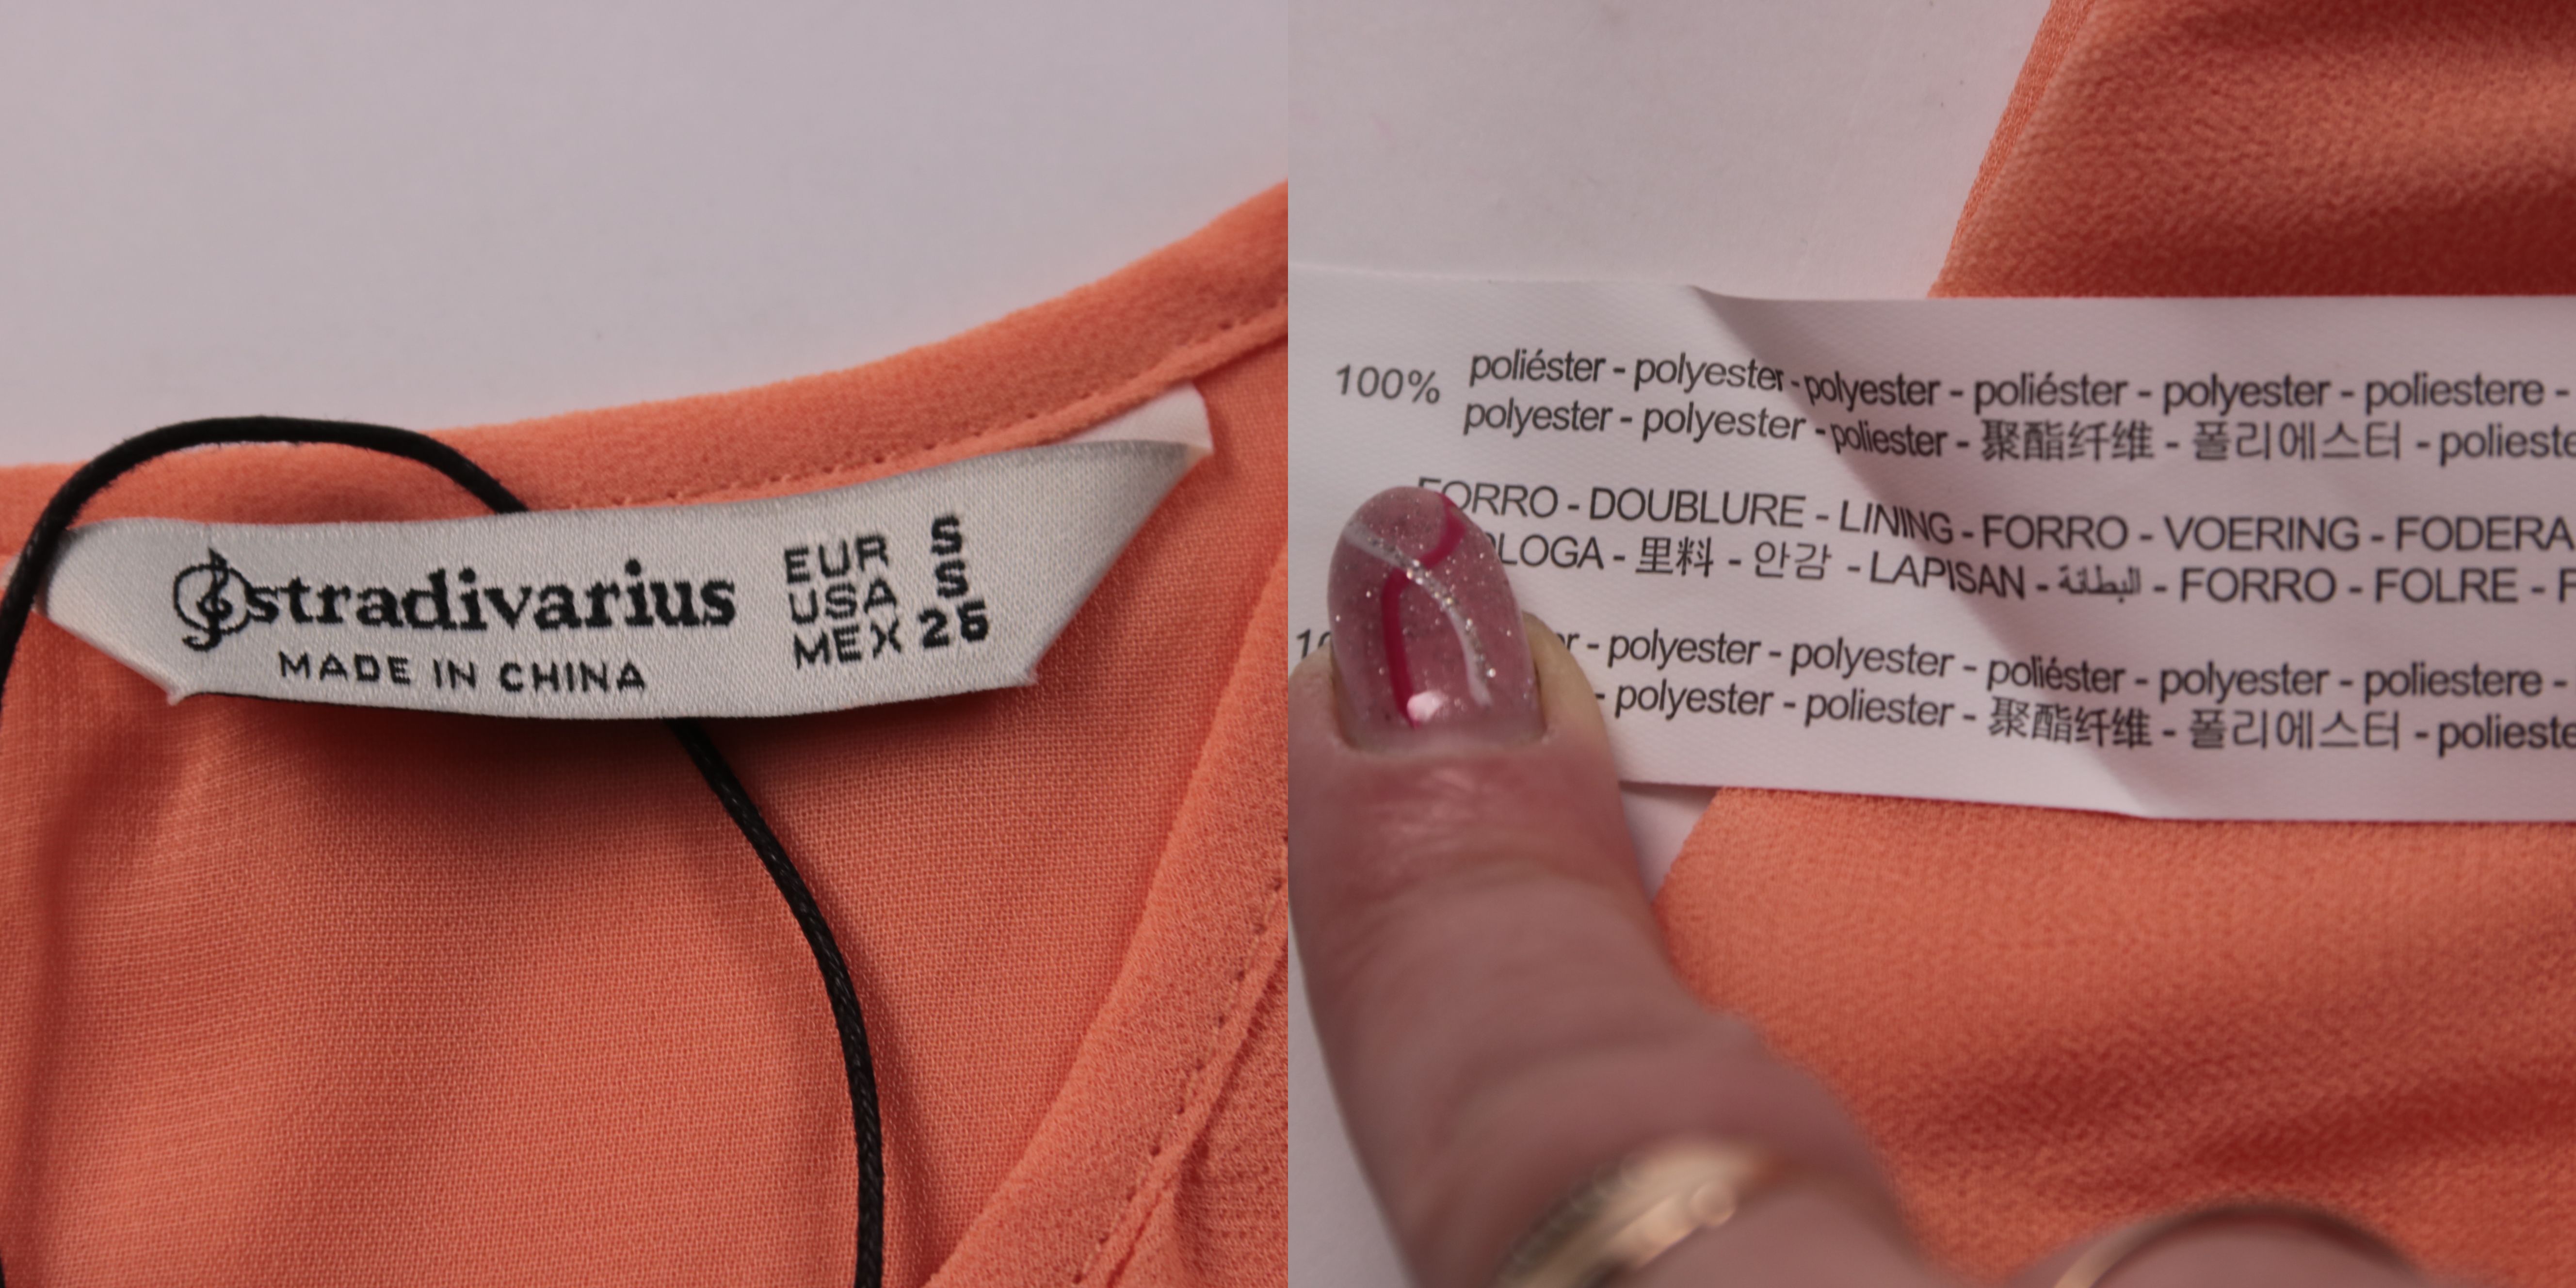 stradivarius
MADE IN CHINA
EUR S
USA S
MEX 26
100% poliéster - polyester - polyester - poliéster - polyester - poliestere -
polyester - polyester - poliester - 聚酯纤维 - 폴리에스터 -
FORRO - DOUBLURE - LINING - FORRO - VOERING - FODERA
- 里料 - 안감 - LAPISAN - البطانة - FORRO - FOLRE -
- polyester - polyester - poliéster - polyester - poliestere -
- polyester - poliester - 聚酯纤维 - 폴리에스터 -